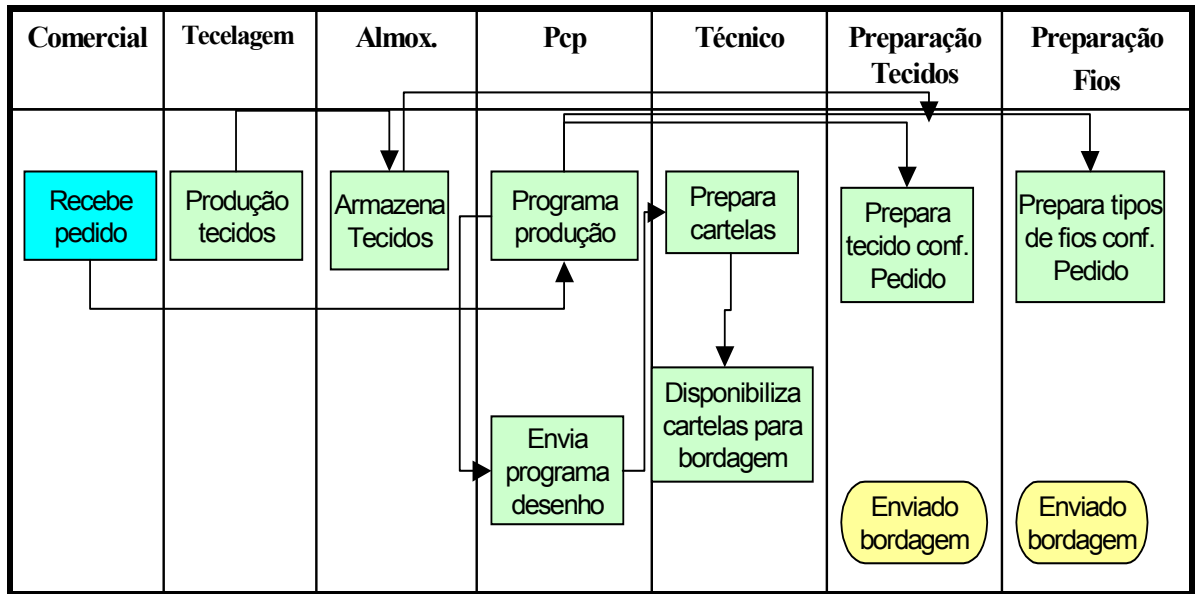 Comercial
Tecelagem
Almox.
Pcp
Técnico
Preparação
Tecidos
Preparação
Fios
Recebe
pedido
Produção
tecidos
Armazena
Tecidos
Programa
produção
Prepara
cartelas
Prepara
tecido conf.
Pedido
Prepara tipos
de fios conf.
Pedido
Envia
programa
desenho
Disponibiliza
cartelas para
bordagem
Enviado
bordagem
Enviado
bordagem